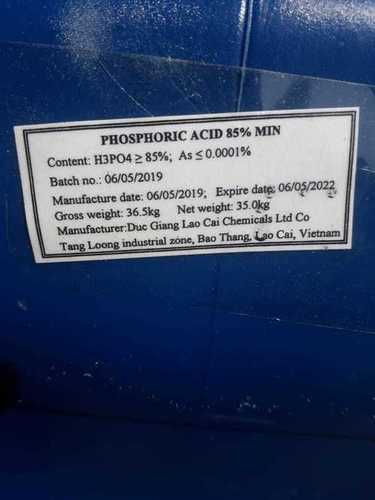 PHOSPHORIC ACID 85% MIN
Content: H3PO4 ≥ 85%; As ≤ 0.0001%
Batch no.: 06/05/2019
Manufacture date: 06/05/2019; Expire date: 06/05/2022
Gross weight: 36.5kg Net weight: 35.0kg
Manufacturer:Duc Giang Lao Cai Chemicals Ltd Co
Tang Loong industrial zone, Bao Thang, Lao Cai, Vietnam